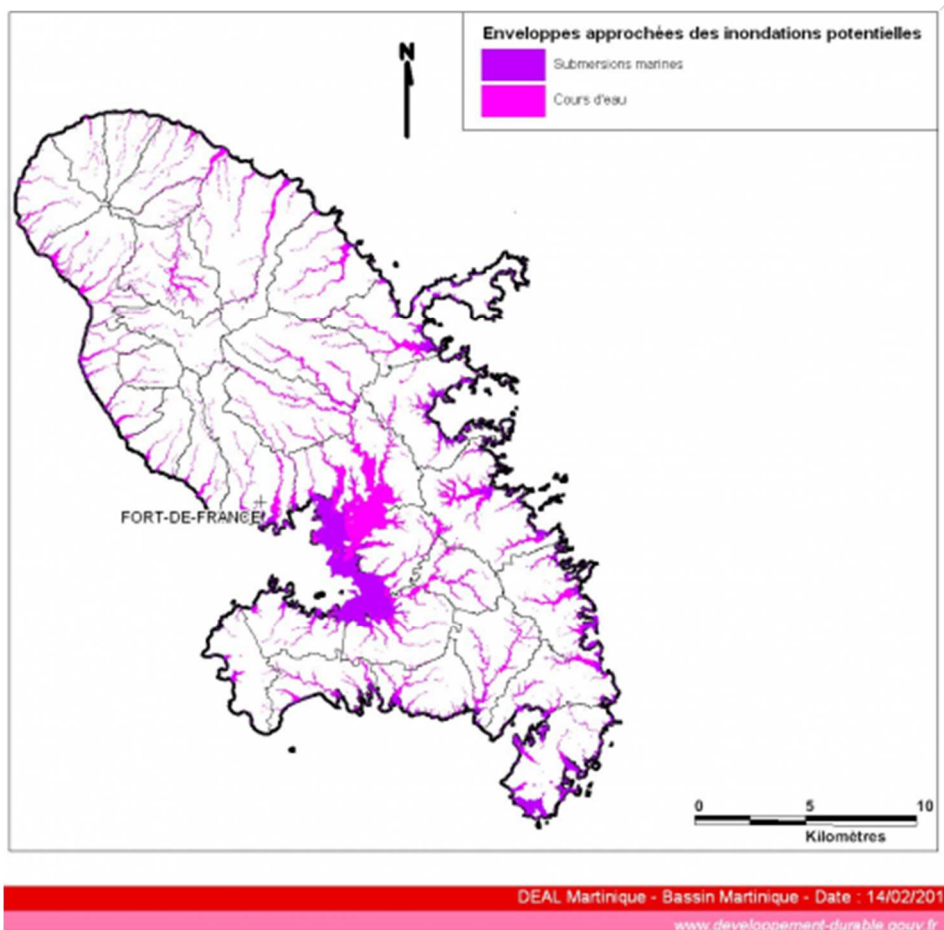 Enveloppes approchées des inondations potentielles
Submersions marines
Cours d'eau
N
FORT-DE-FRANCE
0 5 10
Kilomètres
DEAL Martinique - Bassin Martinique - Date : 14/02/201
www.developpement-durable.gouv.fr